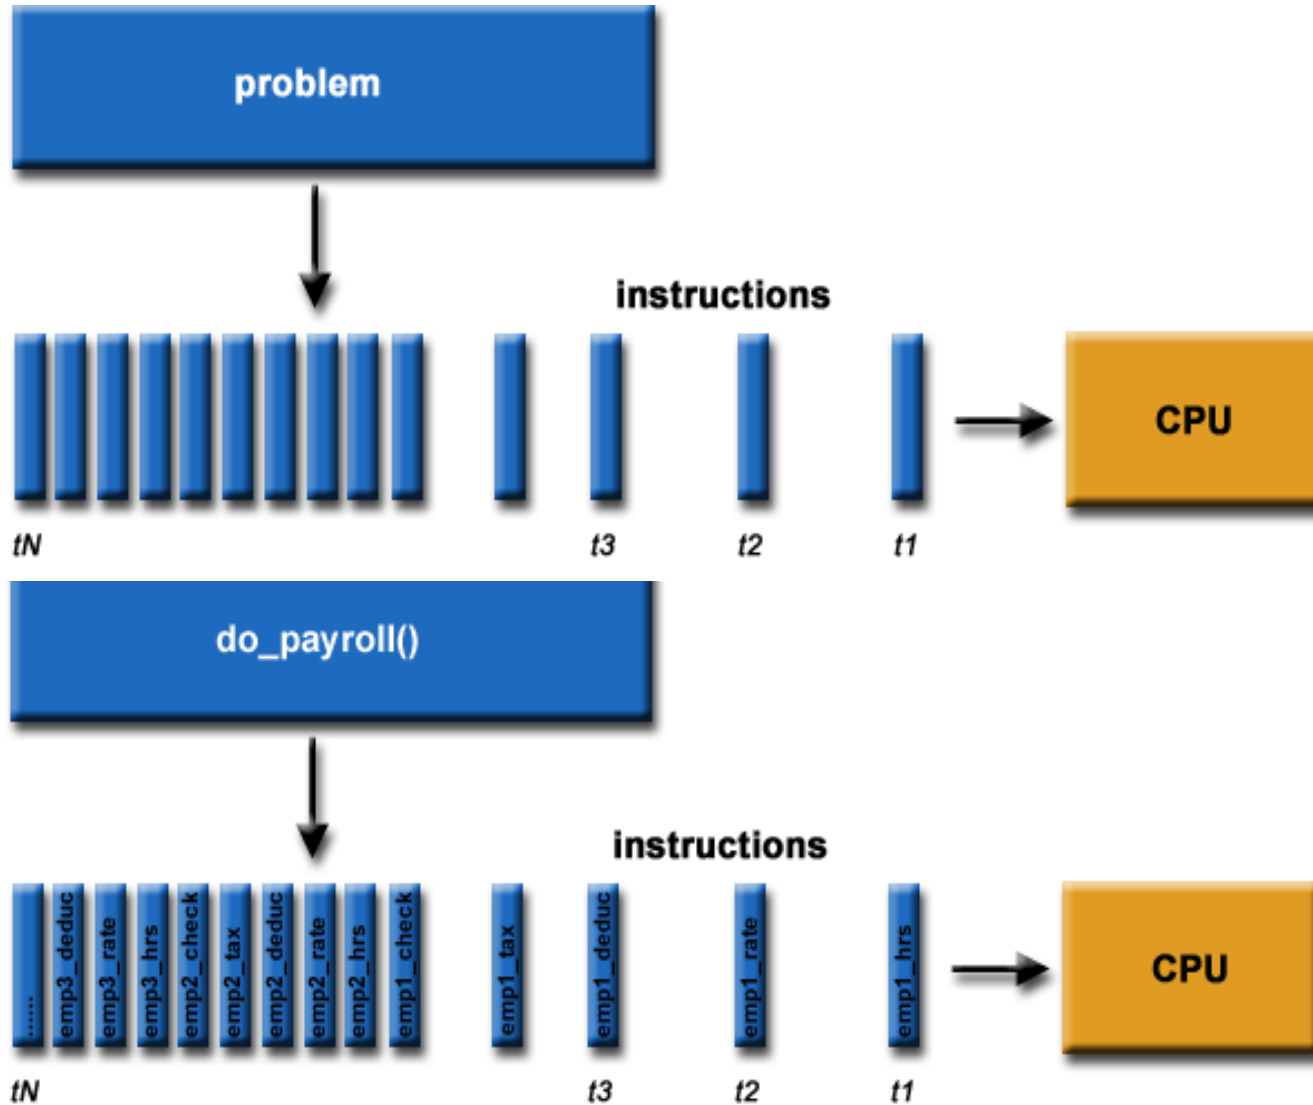 problem
instructions
CPU
tN t3 t2 t1
do_payroll()
instructions
...... emp3_deduc emp3_rate emp3_hrs emp2_check emp2_tax emp2_deduc emp2_rate emp2_hrs emp1_check emp1_tax emp1_deduc emp1_rate emp1_hrs
CPU
tN t3 t2 t1